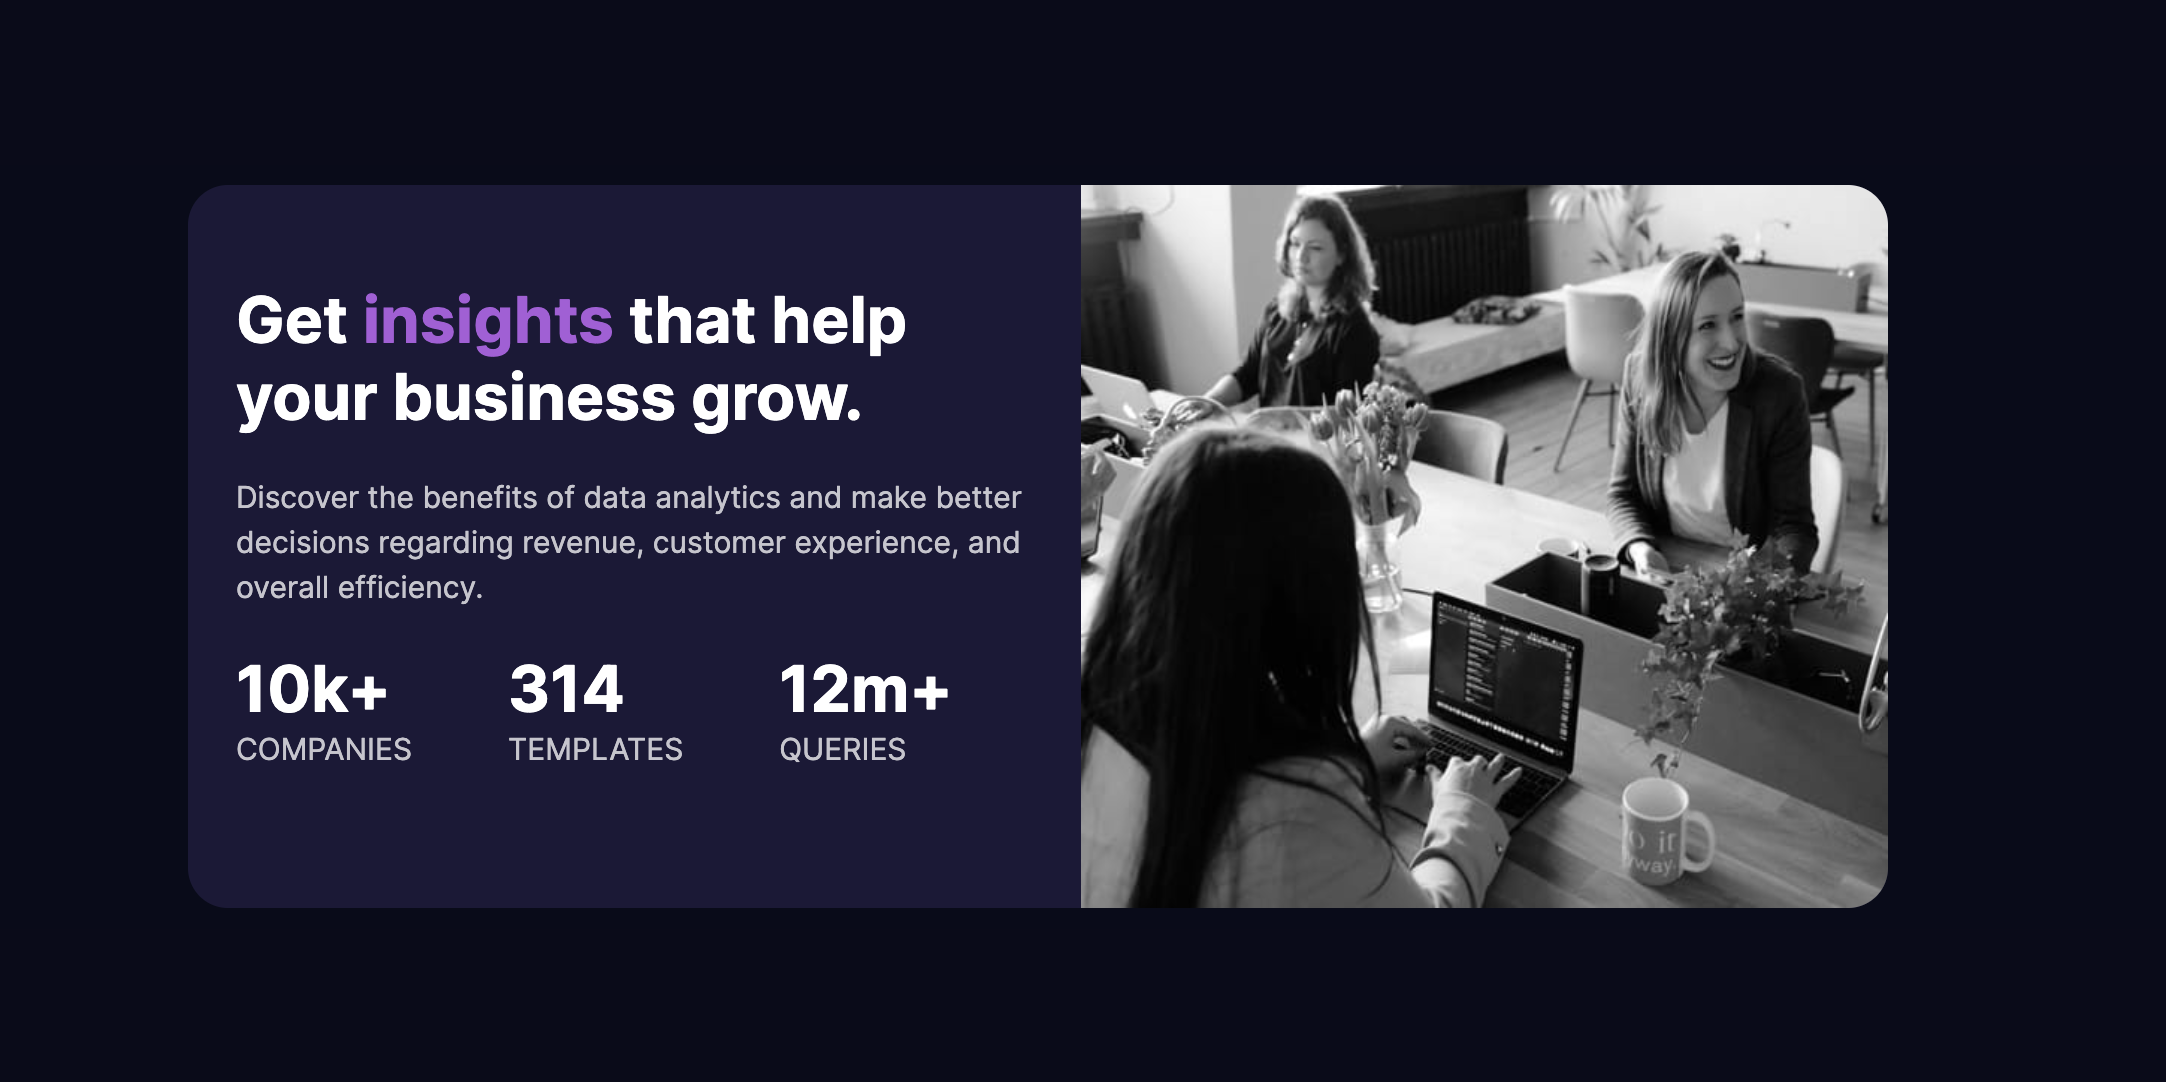 Get insights that help
your business grow.
Discover the benefits of data analytics and make better
decisions regarding revenue, customer experience, and
overall efficiency.
10k+ 314 12m+
COMPANIES TEMPLATES QUERIES
it